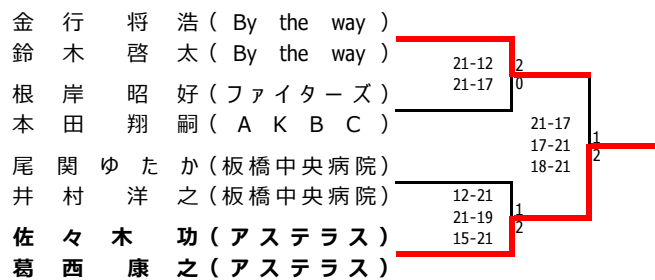 金行将浩(By the way)
鈴木啓太(By the way)
根岸昭好(ファイターズ)
本田翔嗣(AKBC)
尾関ゆたか(板橋中央病院)
井村洋之(板橋中央病院)
佐々木功(アステラス)
葛西康之(アステラス)
21-12
21-17
2
0
12-21
21-19
15-21
1
2
21-17
17-21
18-21
1
2